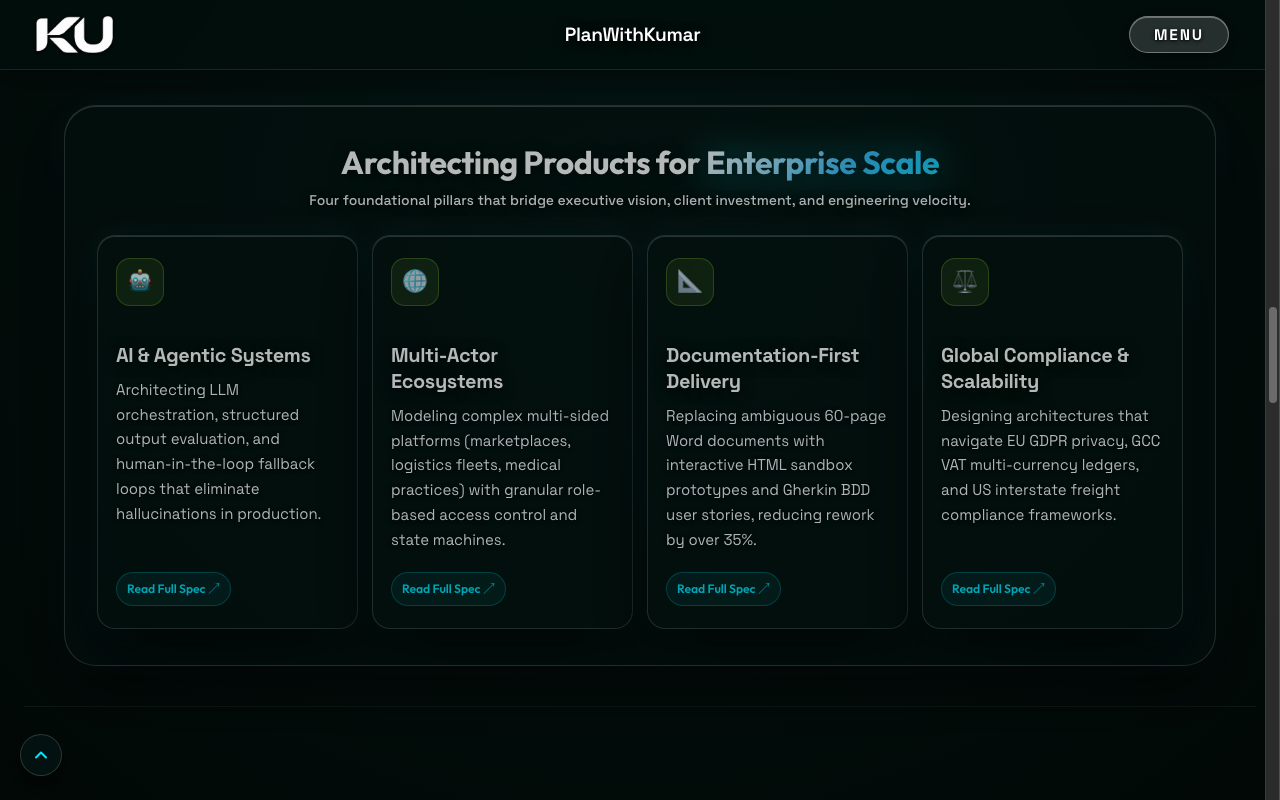 KU
PlanWithKumar
MENU
Architecting Products for Enterprise Scale
Four foundational pillars that bridge executive vision, client investment, and engineering velocity.
AI & Agentic Systems
Architecting LLM
orchestration, structured
output evaluation, and
human-in-the-loop fallback
loops that eliminate
hallucinations in production.
Read Full Spec ↗
Multi-Actor
Ecosystems
Modeling complex multi-sided
platforms (marketplaces,
logistics fleets, medical
practices) with granular role-
based access control and
state machines.
Read Full Spec ↗
Documentation-First
Delivery
Replacing ambiguous 60-page
Word documents with
interactive HTML sandbox
prototypes and Gherkin BDD
user stories, reducing rework
by over 35%.
Read Full Spec ↗
Global Compliance &
Scalability
Designing architectures that
navigate EU GDPR privacy, GCC
VAT multi-currency ledgers,
and US interstate freight
compliance frameworks.
Read Full Spec ↗